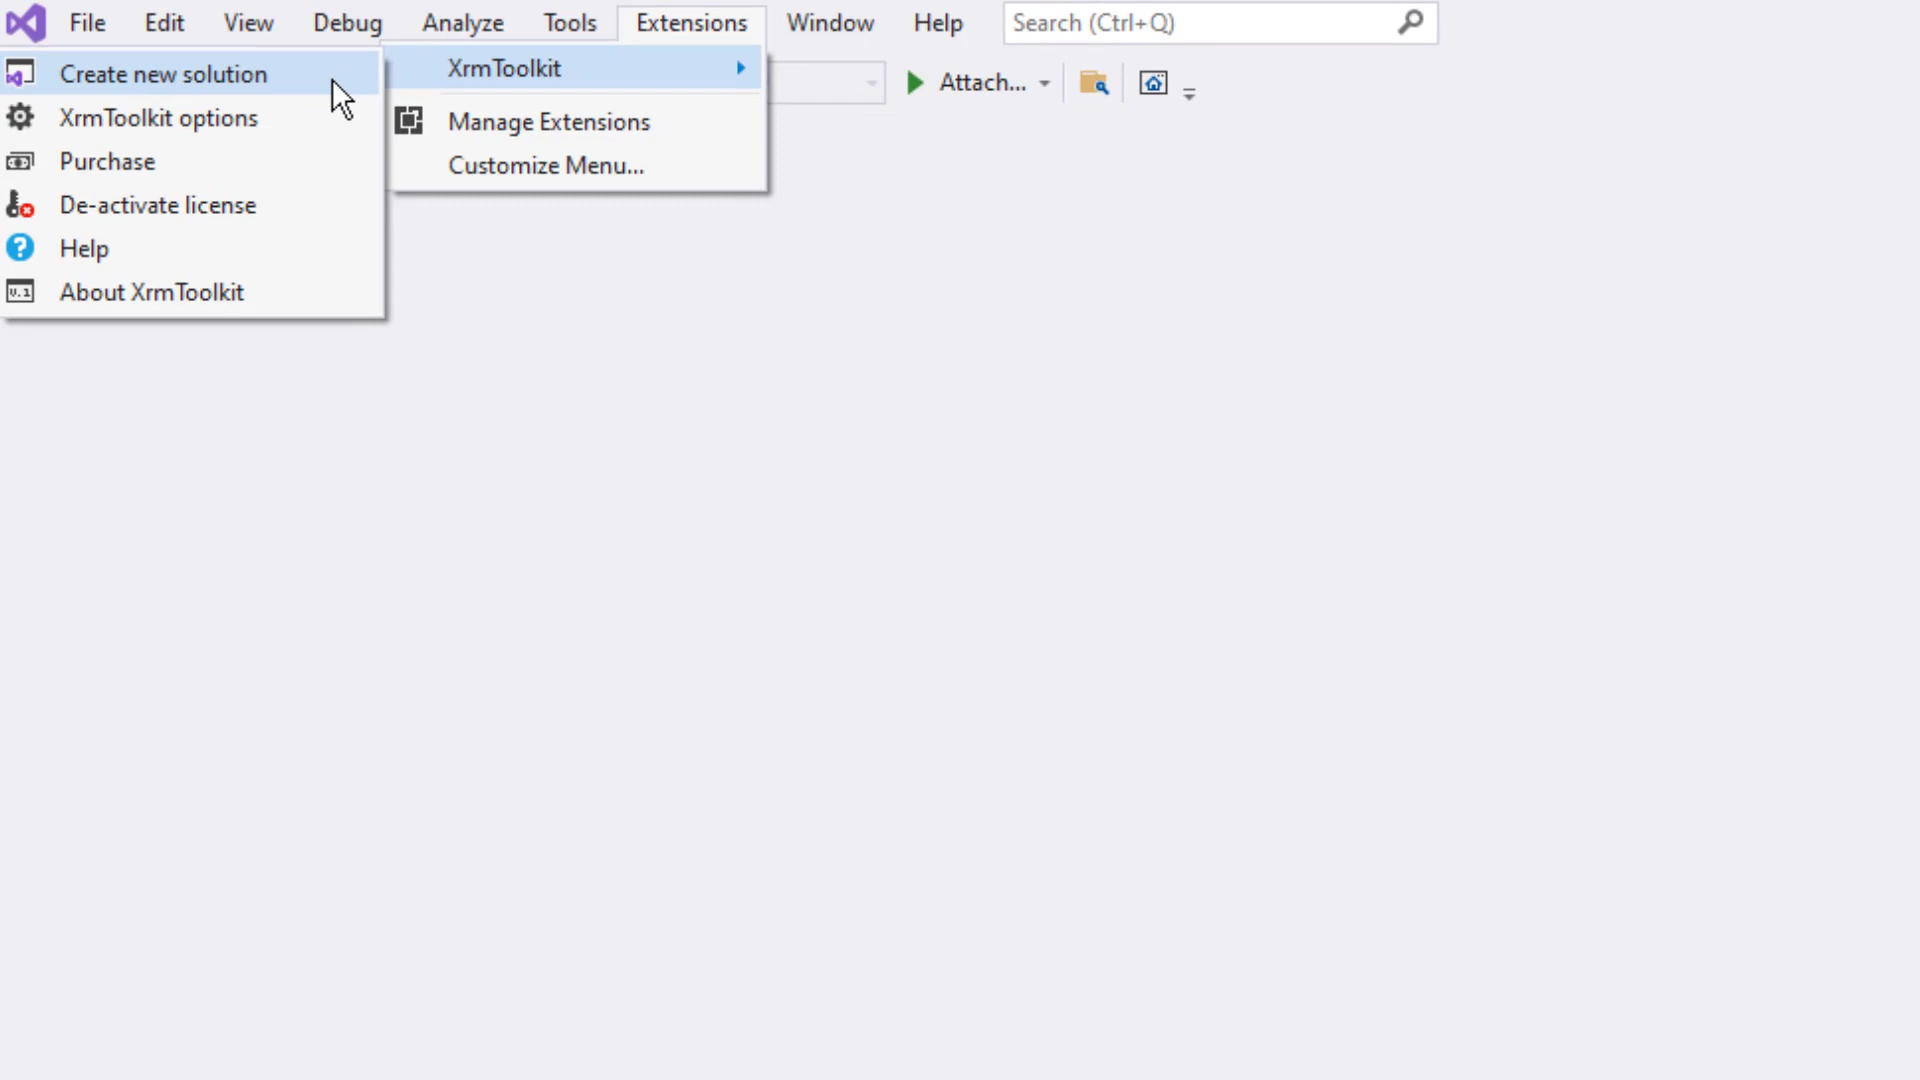 File Edit View Debug Analyze Tools Extensions Window Help Search (Ctrl+Q)
Attach...
XrmToolkit
Manage Extensions
Customize Menu...
Create new solution
XrmToolkit options
Purchase
De-activate license
Help
v.1 About XrmToolkit